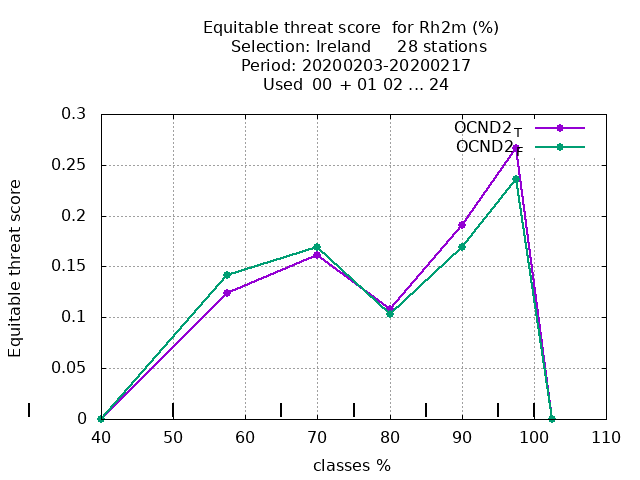 Equitable threat score for Rh2m (%)
Selection: Ireland 28 stations
Period: 20200203-20200217
Used 00 + 01 02 ... 24
OCND2T
OCND2F
Equitable threat score
0.3
0.25
0.2
0.15
0.1
0.05
0
40 50 60 70 80 90 100 110
classes %